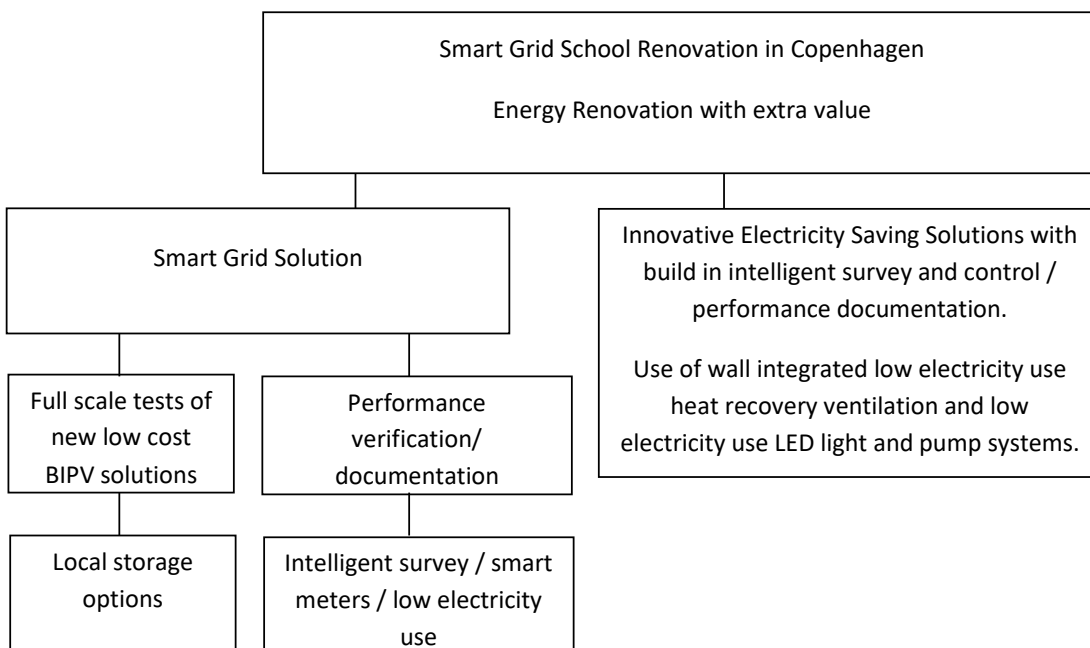 Smart Grid School Renovation in Copenhagen
Energy Renovation with extra value
Smart Grid Solution
Innovative Electricity Saving Solutions with
build in intelligent survey and control /
performance documentation.
Use of wall integrated low electricity use
heat recovery ventilation and low
electricity use LED light and pump systems.
Full scale tests of
new low cost
BIPV solutions
Performance
verification/
documentation
Local storage
options
Intelligent survey / smart
meters / low electricity
use